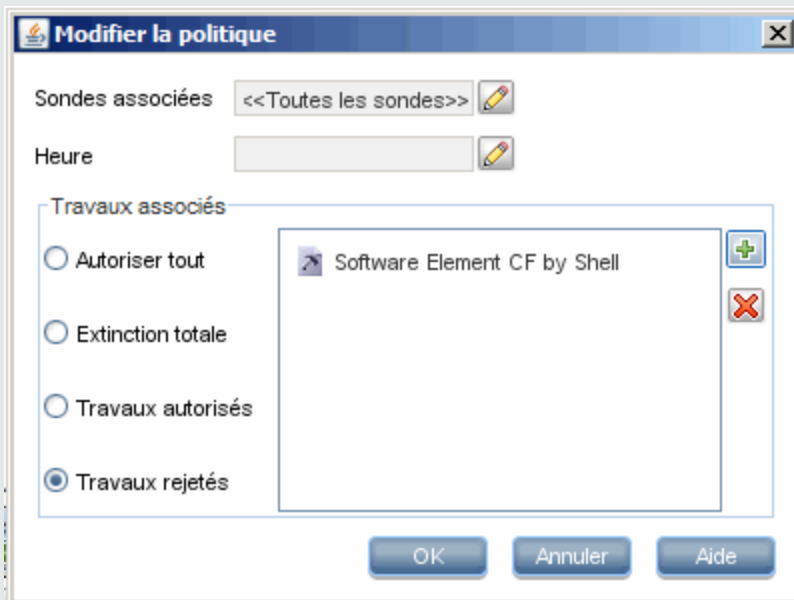 Modifier la politique
Sondes associées <<Toutes les sondes>>
Heure
Travaux associés
Autoriser tout
Software Element CF by Shell
Extinction totale
Travaux autorisés
Travaux rejetés
OK Annuler Aide